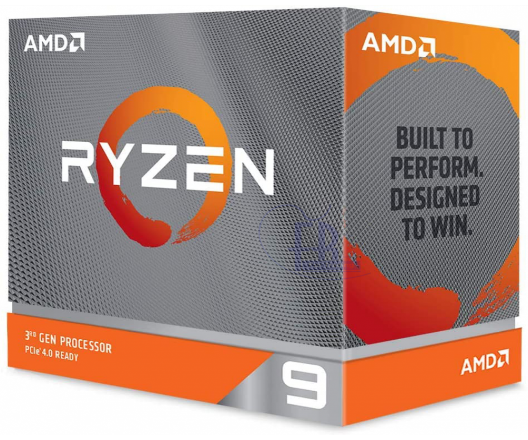 AMD
RYZEN
3RD GEN PROCESSOR
PCIe® 4.0 READY
9
AMD
BUILT TO
PERFORM.
DESIGNED
TO WIN.
AMD